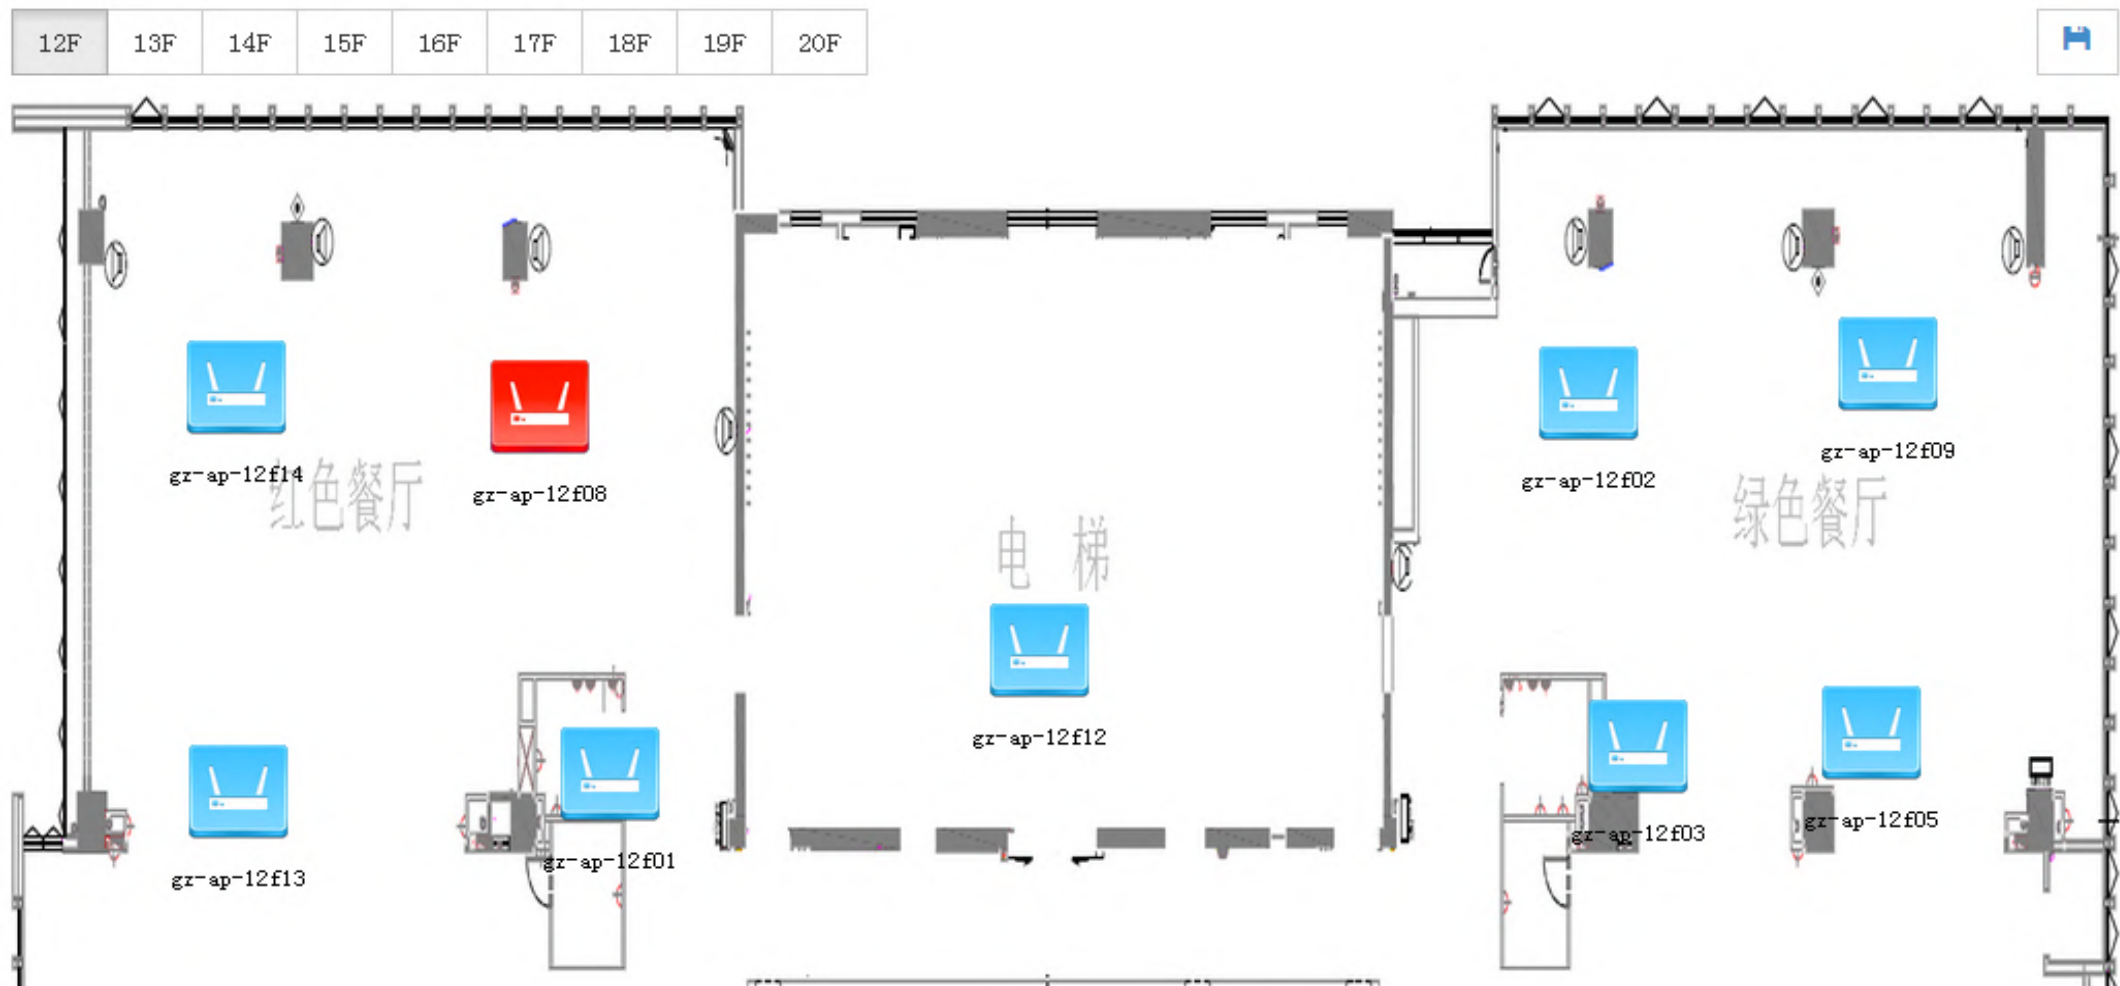 12F 13F 14F 15F 16F 17F 18F 19F 20F
gz-ap-12f14
gz-ap-12f08
gz-ap-12f02
gz-ap-12f09
红色餐厅
电 梯
绿色餐厅
gz-ap-12f12
gz-ap-12f13
gz-ap-12f01
gz-ap-12f03
gz-ap-12f05